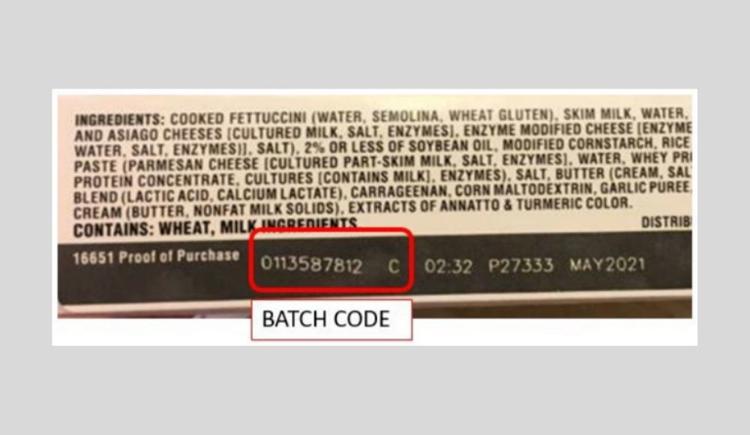 INGREDIENTS: COOKED FETTUCCINI (WATER, SEMOLINA, WHEAT GLUTEN), SKIM MILK, WATER,
AND ASIAGO CHEESES [CULTURED MILK, SALT, ENZYMES], ENZYME MODIFIED CHEESE [ENZYME
WATER, SALT, ENZYMES]], SALT), 2% OR LESS OF SOYBEAN OIL, MODIFIED CORNSTARCH, RICE
PASTE (PARMESAN CHEESE [CULTURED PART-SKIM MILK, SALT, ENZYMES], WATER, WHEY PR
PROTEIN CONCENTRATE, CULTURES [CONTAINS MILK], ENZYMES), SALT, BUTTER (CREAM, SAL
BLEND (LACTIC ACID, CALCIUM LACTATE), CARRAGEENAN, CORN MALTODEXTRIN, GARLIC PUREE,
CREAM (BUTTER, NONFAT MILK SOLIDS), EXTRACTS OF ANNATTO & TURMERIC COLOR.
CONTAINS: WHEAT, MILK INGREDIENTS
DISTRIB
16651 Proof of Purchase 0113587812 C 02:32 P27333 MAY2021
BATCH CODE